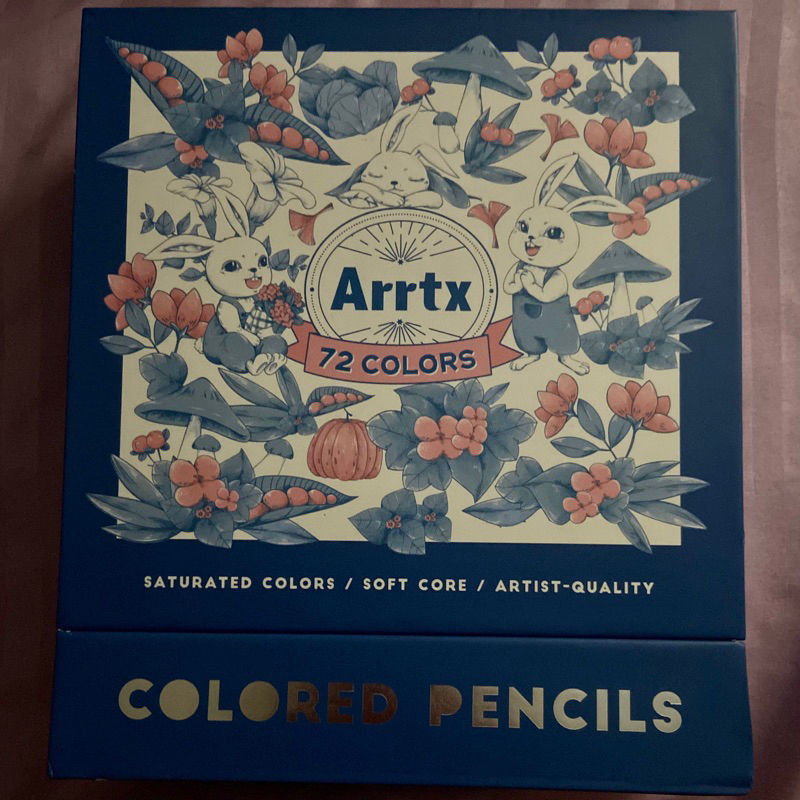 Arrtx
72 COLORS
SATURATED COLORS / SOFT CORE / ARTIST-QUALITY
COLORED PENCILS